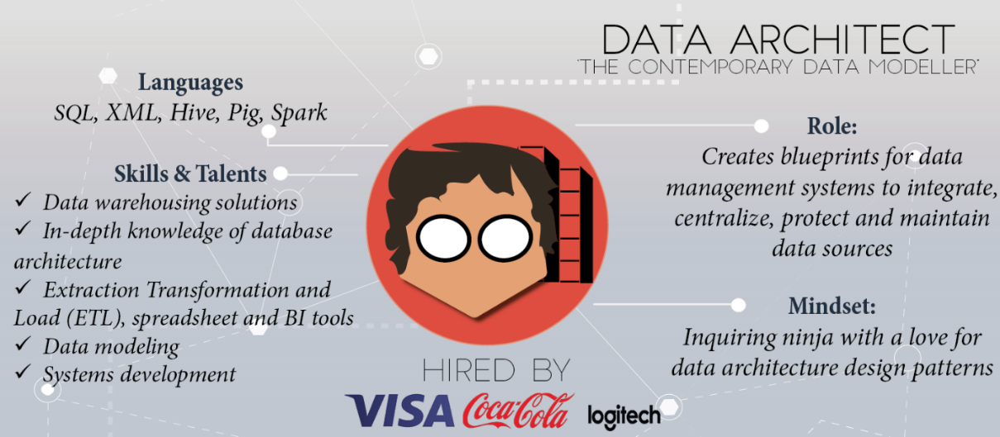 DATA ARCHITECT
"THE CONTEMPORARY DATA MODELLER"
Languages
SQL, XML, Hive, Pig, Spark
Skills & Talents
✓ Data warehousing solutions
✓ In-depth knowledge of database
architecture
✓ Extraction Transformation and
Load (ETL), spreadsheet and BI tools
✓ Data modeling
✓ Systems development
Role:
Creates blueprints for data
management systems to integrate,
centralize, protect and maintain
data sources
Mindset:
Inquiring ninja with a love for
data architecture design patterns
HIRED BY
VISA Coca-Cola logitech